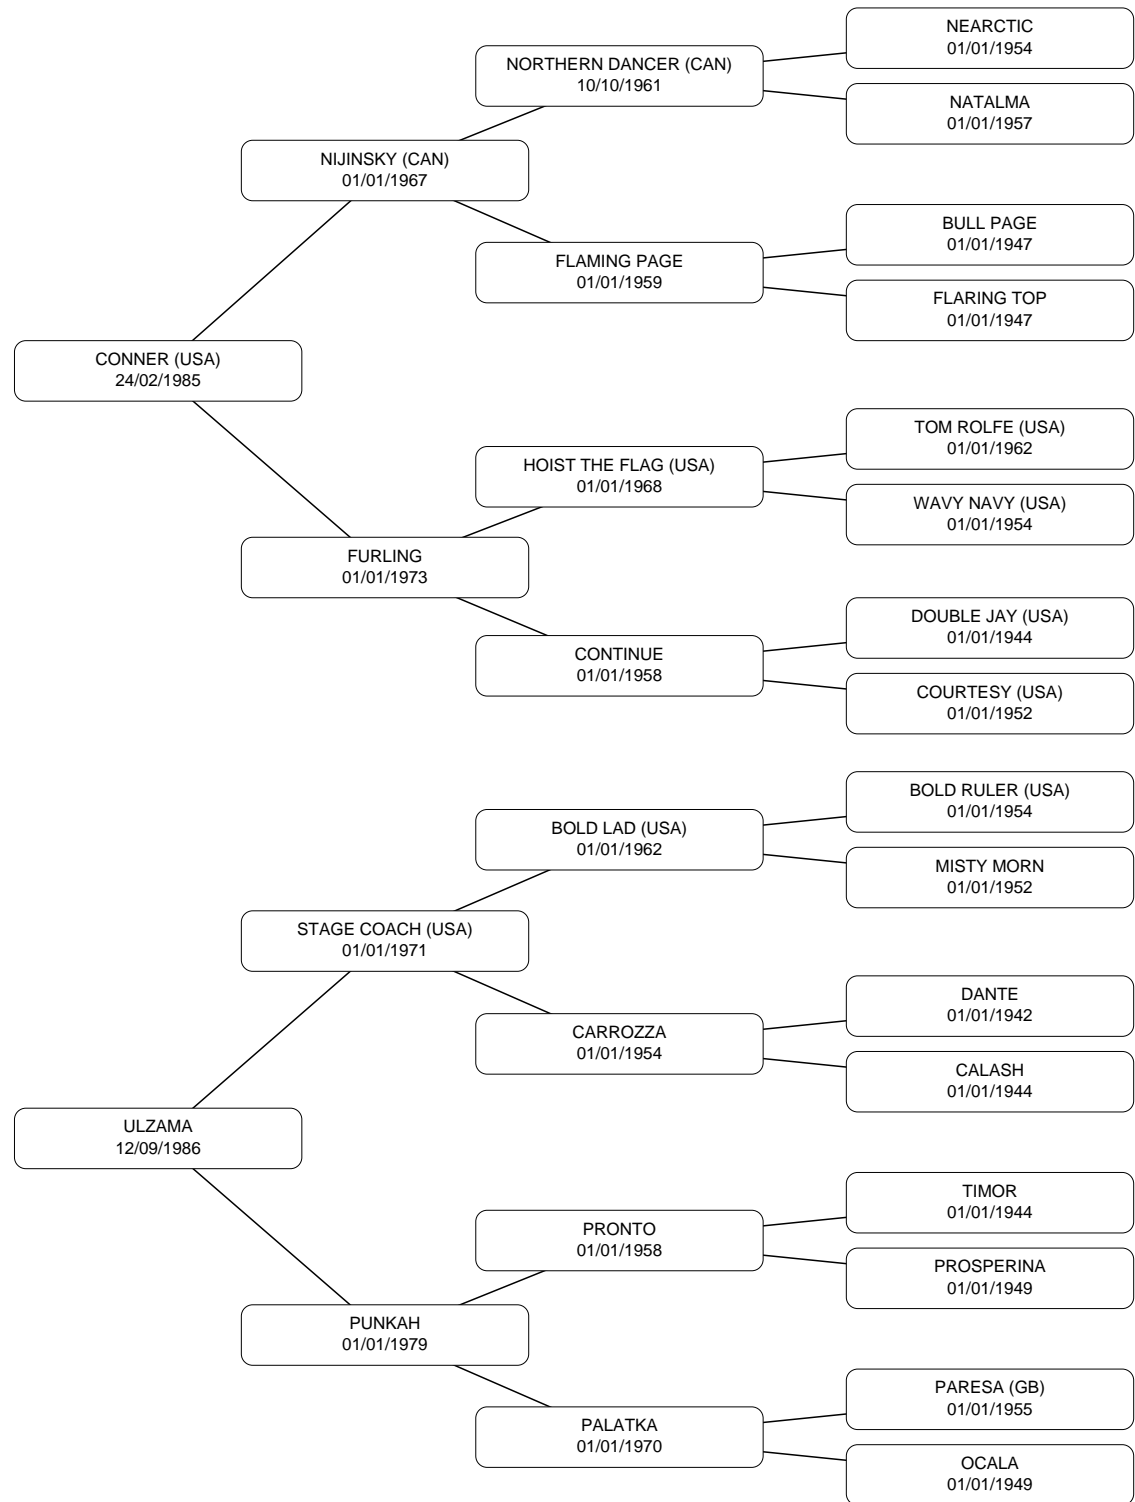 NEARCTIC
01/01/1954
NORTHERN DANCER (CAN)
10/10/1961
NATALMA
01/01/1957
NIJINSKY (CAN)
01/01/1967
BULL PAGE
01/01/1947
FLAMING PAGE
01/01/1959
FLARING TOP
01/01/1947
CONNER (USA)
24/02/1985
TOM ROLFE (USA)
01/01/1962
HOIST THE FLAG (USA)
01/01/1968
WAVY NAVY (USA)
01/01/1954
FURLING
01/01/1973
DOUBLE JAY (USA)
01/01/1944
CONTINUE
01/01/1958
COURTESY (USA)
01/01/1952
BOLD RULER (USA)
01/01/1954
BOLD LAD (USA)
01/01/1962
MISTY MORN
01/01/1952
STAGE COACH (USA)
01/01/1971
DANTE
01/01/1942
CARROZZA
01/01/1954
CALASH
01/01/1944
ULZAMA
12/09/1986
TIMOR
01/01/1944
PRONTO
01/01/1958
PROSPERINA
01/01/1949
PUNKAH
01/01/1979
PARESA (GB)
01/01/1955
PALATKA
01/01/1970
OCALA
01/01/1949